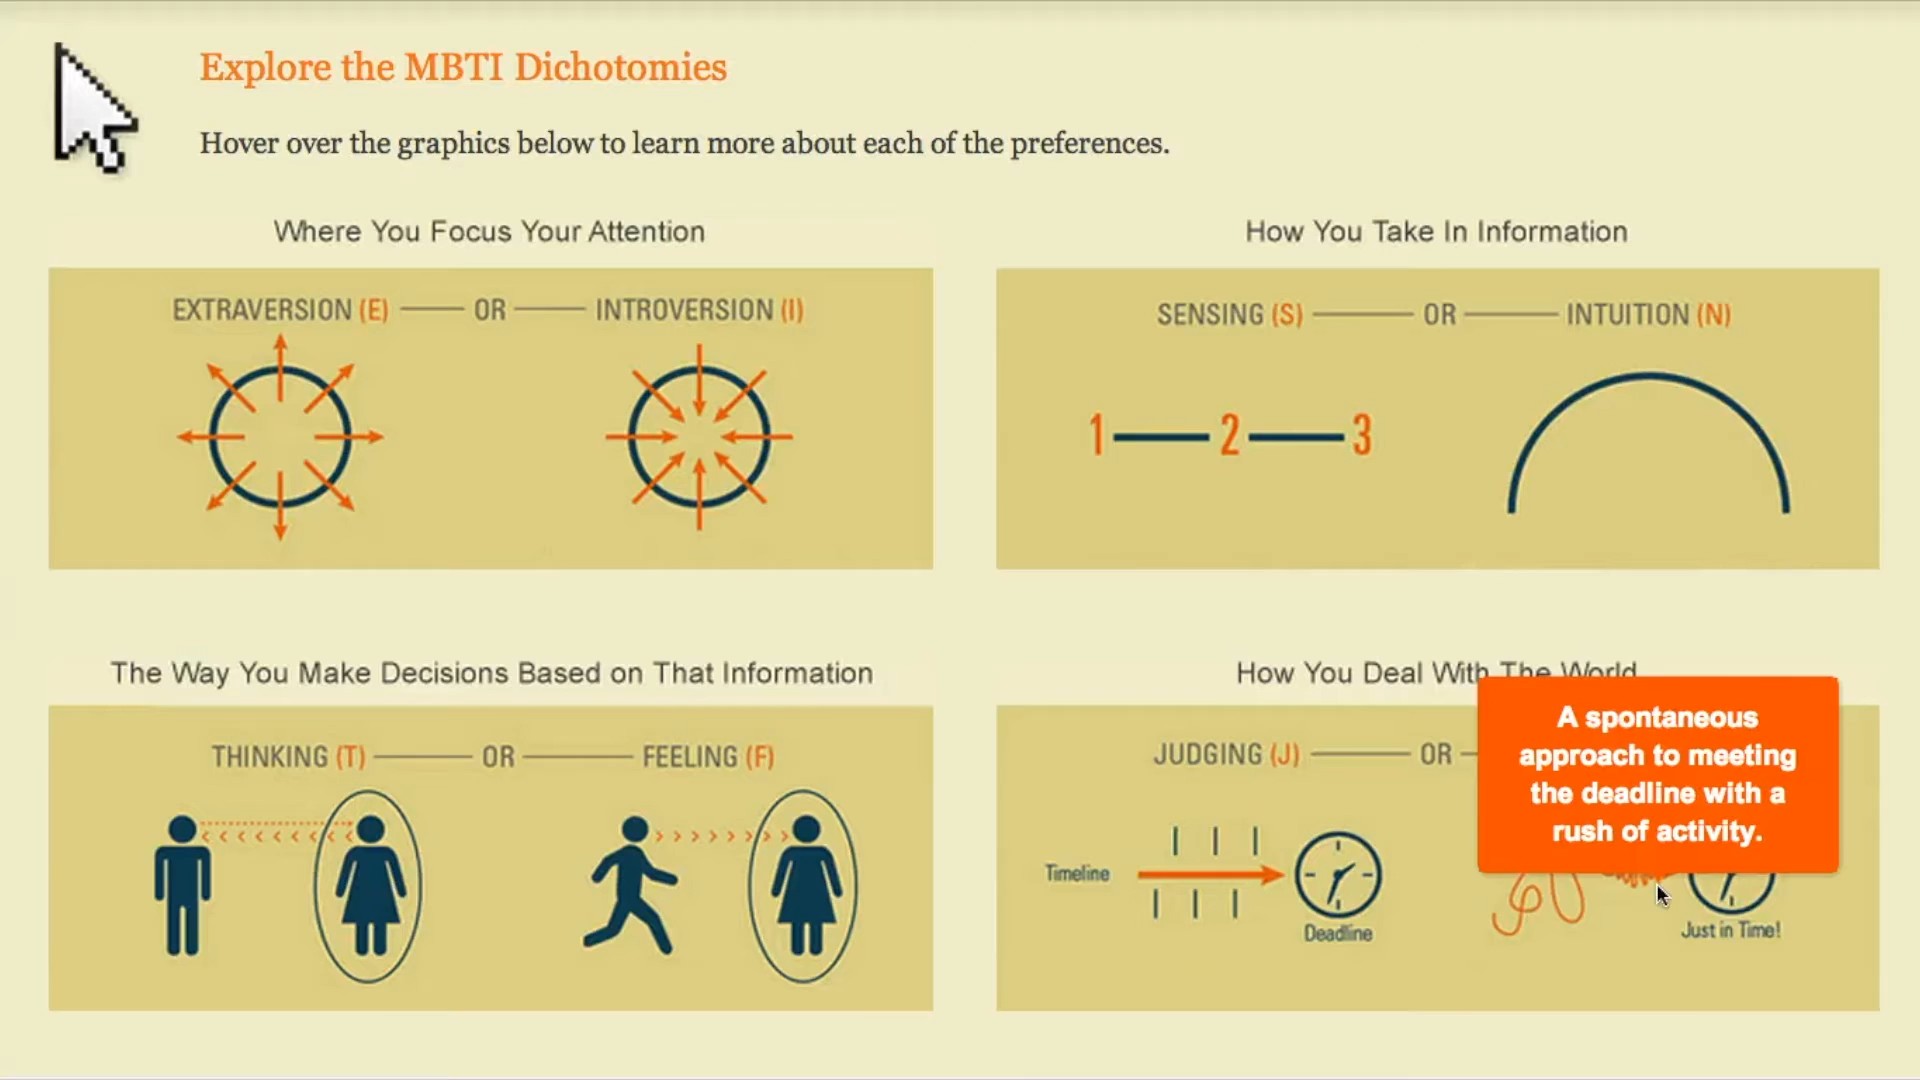 Explore the MBTI Dichotomies
Hover over the graphics below to learn more about each of the preferences.
Where You Focus Your Attention
EXTRAVERSION (E) OR INTROVERSION (I)
How You Take In Information
SENSING (S) OR INTUITION (N)
1 2 3
The Way You Make Decisions Based on That Information
THINKING (T) OR FEELING (F)
How You Deal With The World
JUDGING (J) OR
Timeline
Deadline
A spontaneous
approach to meeting
the deadline with a
rush of activity.
Just in Time!